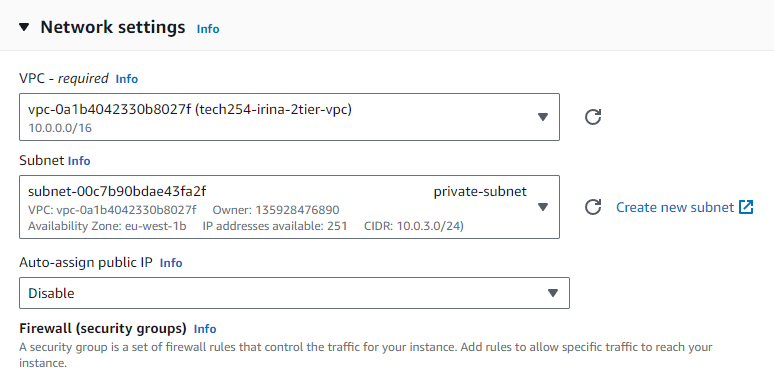 Network settings Info
VPC - required Info
vpc-0a1b4042330b8027f (tech254-irina-2tier-vpc)
10.0.0.0/16
Subnet Info
subnet-00c7b90bdae43fa2f private-subnet
VPC: vpc-0a1b4042330b8027f Owner: 135928476890
Availability Zone: eu-west-1b IP addresses available: 251 CIDR: 10.0.3.0/24)
Create new subnet
Auto-assign public IP Info
Disable
Firewall (security groups) Info
A security group is a set of firewall rules that control the traffic for your instance. Add rules to allow specific traffic to reach your
instance.